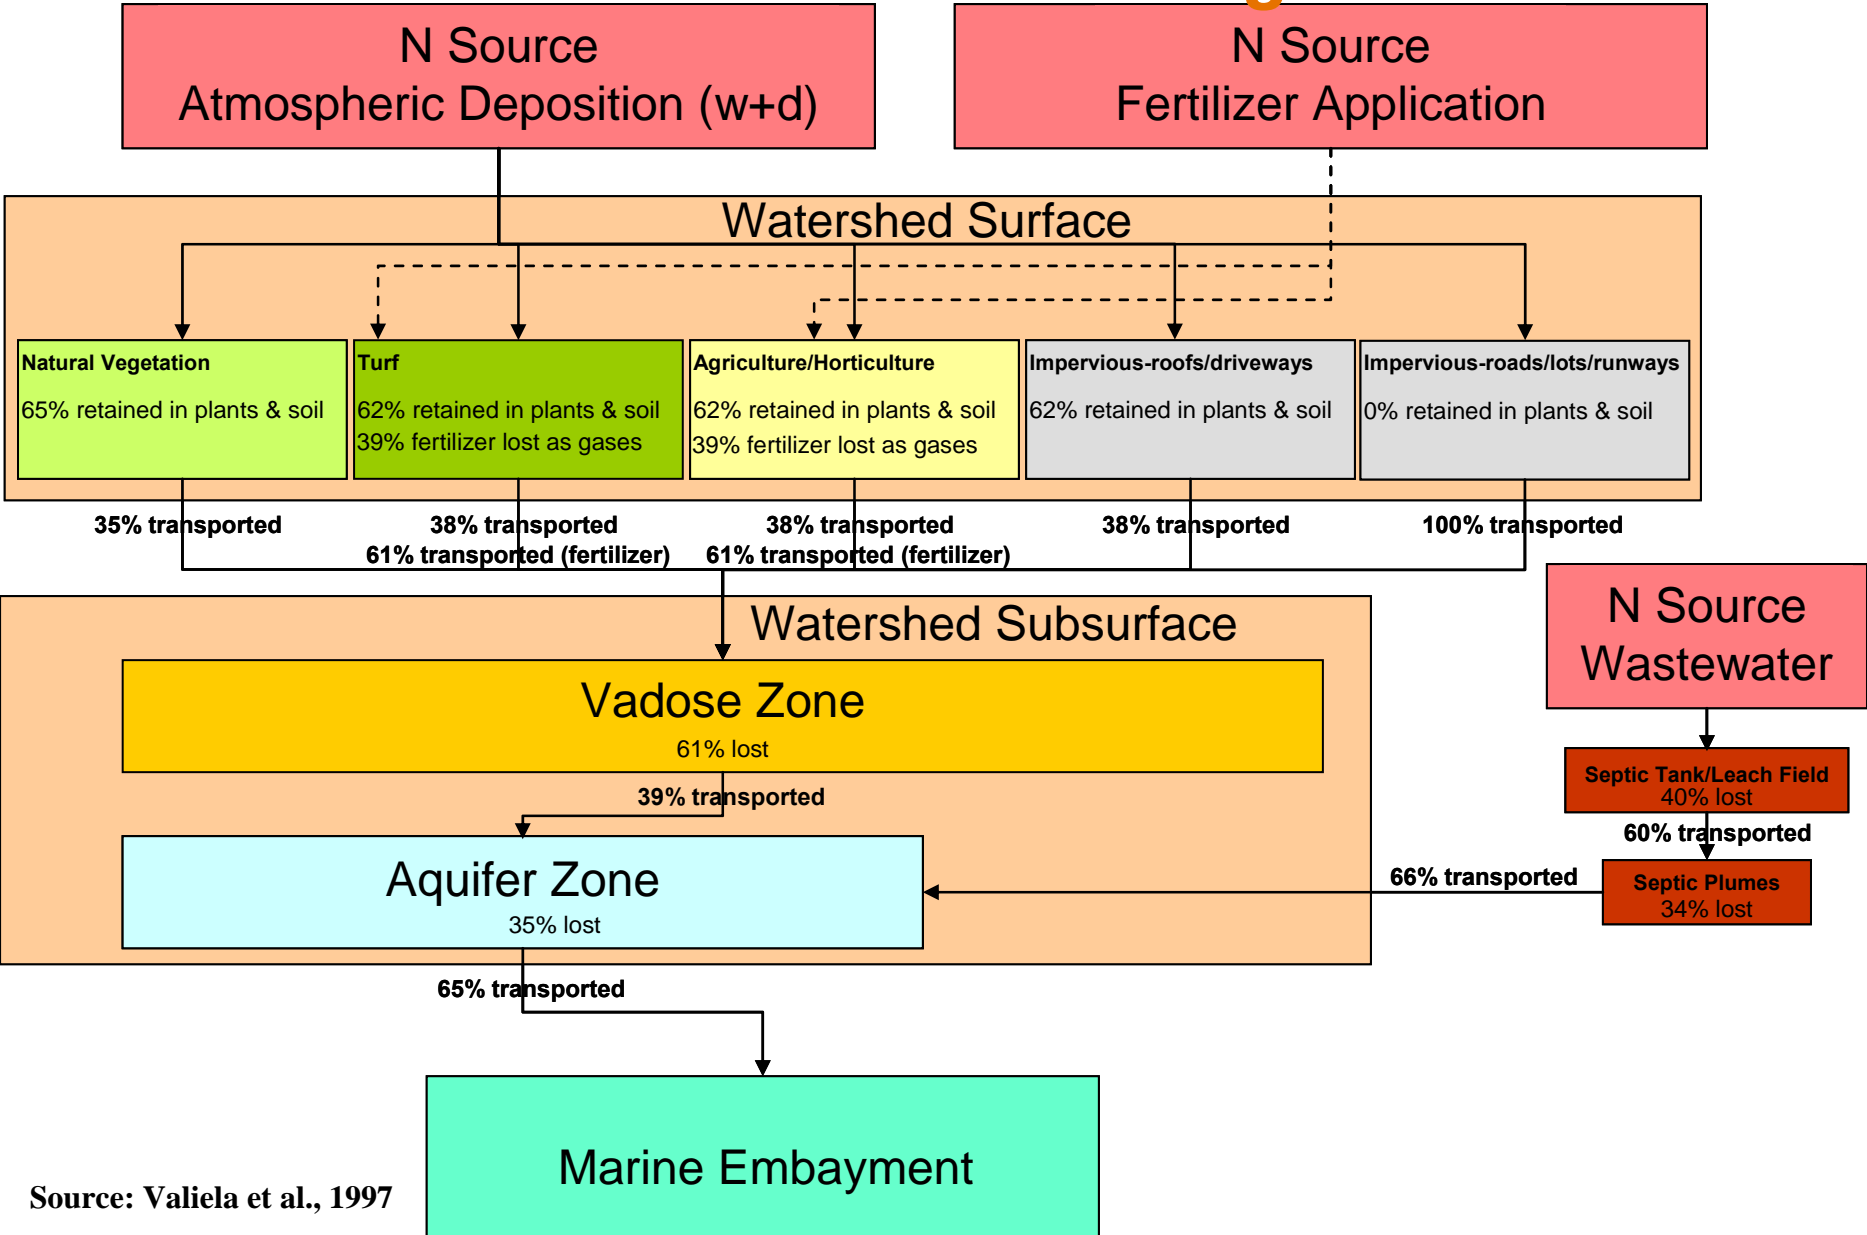 N Source
Atmospheric Deposition (w+d)
N Source
Fertilizer Application
Watershed Surface
Natural Vegetation
65% retained in plants & soil
Turf
62% retained in plants & soil
39% fertilizer lost as gases
Agriculture/Horticulture
62% retained in plants & soil
39% fertilizer lost as gases
Impervious-roofs/driveways
62% retained in plants & soil
Impervious-roads/lots/runways
0% retained in plants & soil
35% transported
38% transported
61% transported (fertilizer)
38% transported
61% transported (fertilizer)
38% transported
100% transported
Watershed Subsurface
N Source
Wastewater
Vadose Zone
61% lost
39% transported
Septic Tank/Leach Field
40% lost
60% transported
Aquifer Zone
35% lost
66% transported
Septic Plumes
34% lost
65% transported
Marine Embayment
Source: Valiela et al., 1997